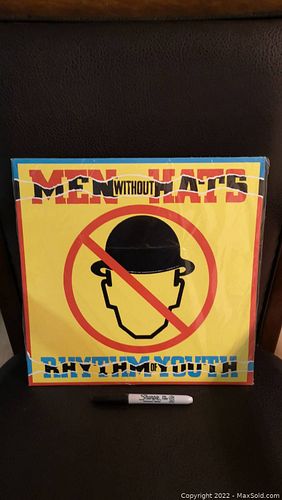 MEN WITHOUT HATS
RHYTHM OF YOUTH
Sharpie
Copyright 2022 - MaxSold.com